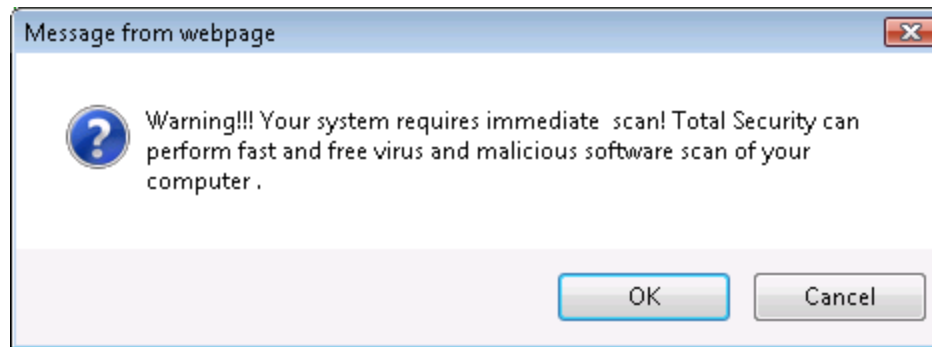 Message from webpage
Warning!!! Your system requires immediate  scan! Total Security can
perform fast and free virus and malicious software scan of your
computer .
OK
Cancel